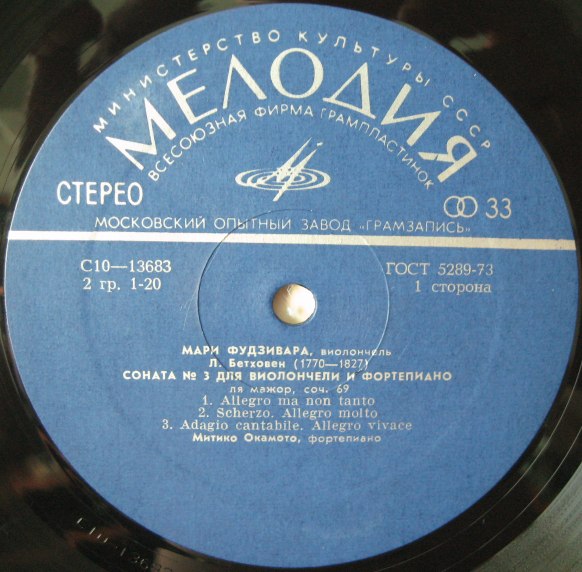 МИНИСТЕРСТВО КУЛЬТУРЫ СССР
МЕЛОДИЯ
ВСЕСОЮЗНАЯ ФИРМА ГРАМПЛАСТИНОК
СТЕРЕО
33
МОСКОВСКИЙ ОПЫТНЫЙ ЗАВОД „ГРАМЗАПИСЬ"
С10—13683
ГОСТ 5289-73
2 гр. 1-20
1 сторона
МАРИ ФУДЗИВАРА, виолончель
Л. Бетховен (1770—1827)
СОНАТА № 3 ДЛЯ ВИОЛОНЧЕЛИ И ФОРТЕПИАНО
ля мажор, соч. 69
1. Allegro ma non tanto
2. Scherzo. Allegro molto
3. Adagio cantabile. Allegro vivace
Митико Окамото, фортепиано